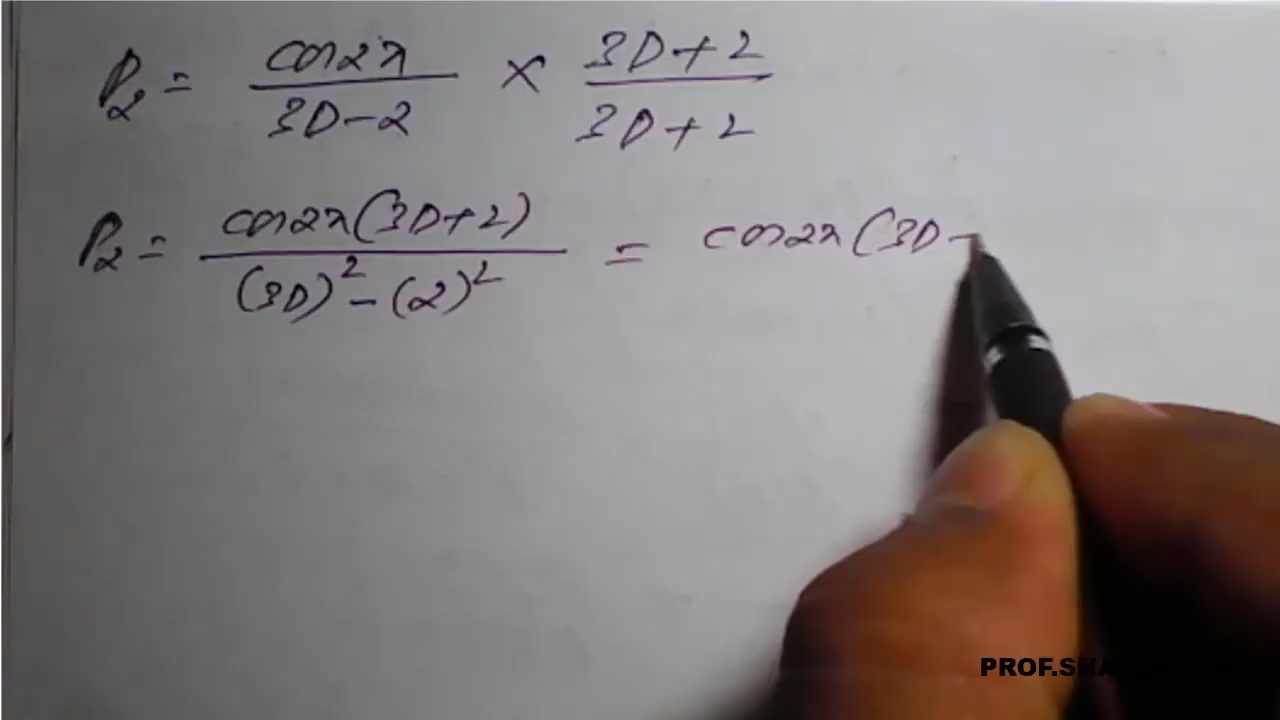 P₂ = cos2x / 3D-2 × 3D+2 / 3D+2
P₂ = cos2x(3D+2) / (3D)² - (2)² = cos2x(3D
PROF.SHA